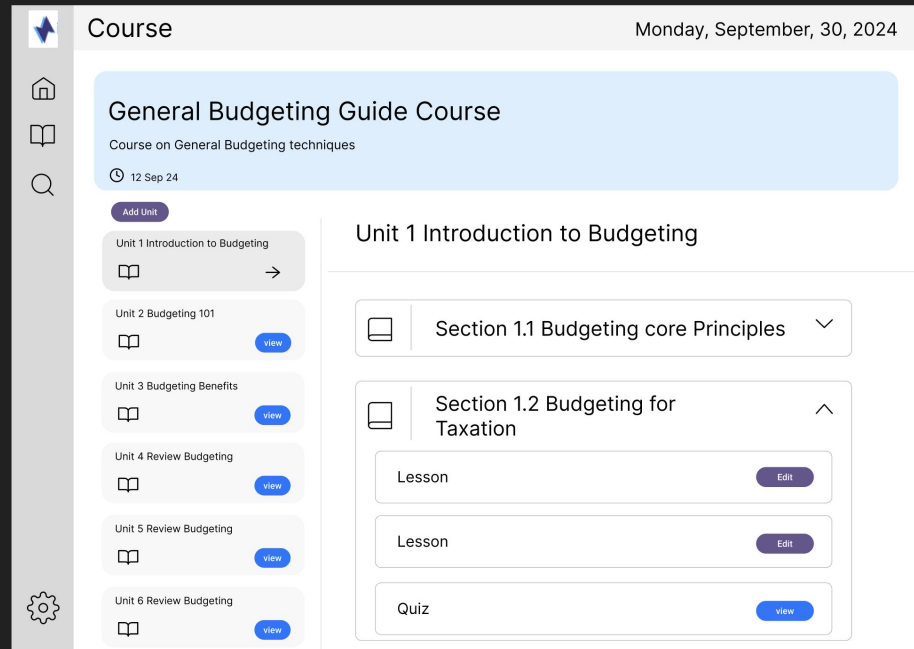 Course
Monday, September, 30, 2024
General Budgeting Guide Course
Course on General Budgeting techniques
12 Sep 24
Add Unit
Unit 1 Introduction to Budgeting
Unit 2 Budgeting 101
view
Unit 3 Budgeting Benefits
view
Unit 4 Review Budgeting
view
Unit 5 Review Budgeting
view
Unit 6 Review Budgeting
view
Unit 1 Introduction to Budgeting
Section 1.1 Budgeting core Principles
Section 1.2 Budgeting for
Taxation
Lesson
Edit
Lesson
Edit
Quiz
view